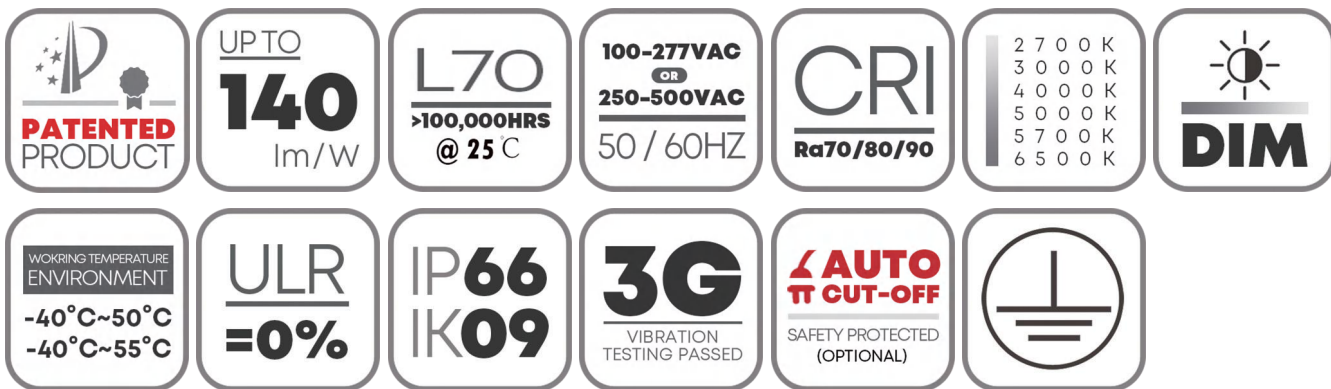 PATENTED
PRODUCT
UP TO
140
lm/W
L70
>100,000HRS
@ 25℃
100-277VAC
OR
250-500VAC
50 / 60HZ
CRI
Ra70/80/90
2700K
3000K
4000K
5000K
5700K
6500K
DIM
WOKRING TEMPERATURE
ENVIRONMENT
-40°C~50°C
-40°C~55°C
ULR
=0%
IP66
IK09
3G
VIBRATION
TESTING PASSED
AUTO
CUT-OFF
SAFETY PROTECTED
(OPTIONAL)